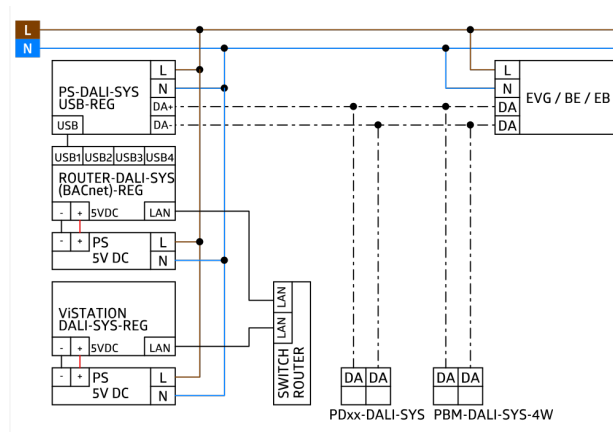 L
N
PS-DALI-SYS
USB-REG
L
N
DA+
DA-
USB
EVG / BE / EB
L
N
DA
DA
USB1 USB2 USB3 USB4
ROUTER-DALI-SYS
(BACnet)-REG
- + 5VDC LAN
- + PS
5V DC
L
N
ViSTATION
DALI-SYS-REG
- + 5VDC LAN
- + PS
5V DC
L
N
LAN
LAN
SWITCH
ROUTER
DA DA
PDxx-DALI-SYS
DA DA
PBM-DALI-SYS-4W